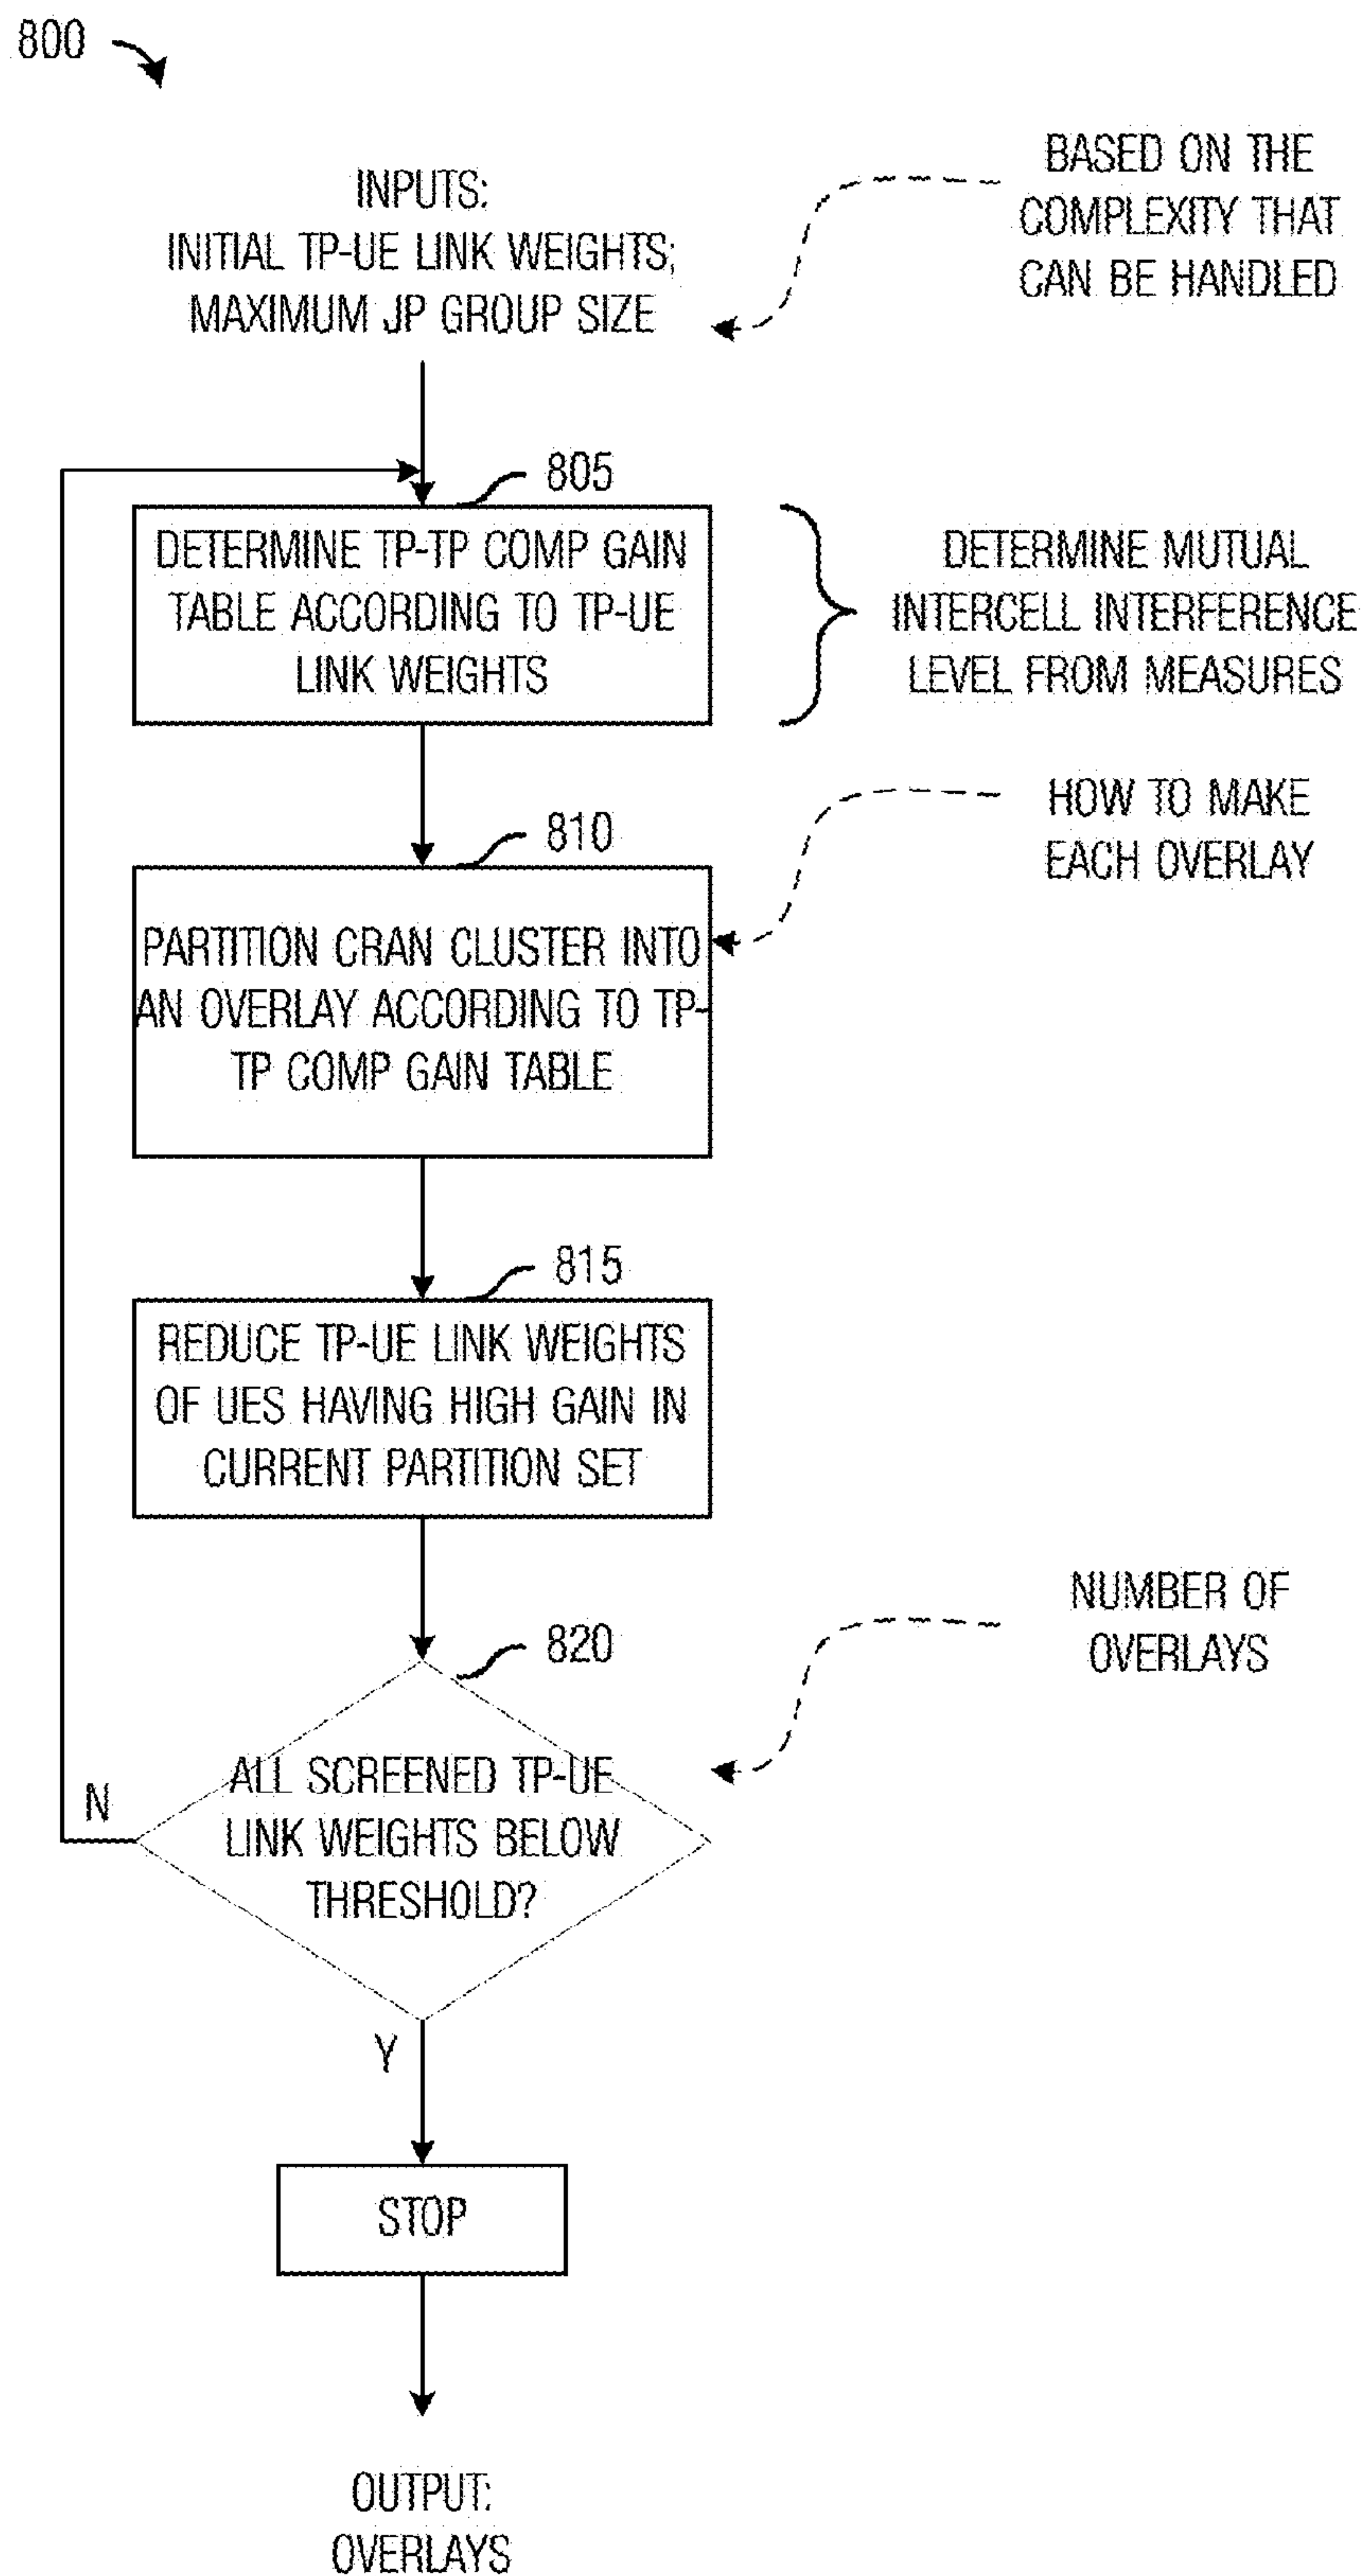 800
INPUTS:
INITIAL TP-UE LINK WEIGHTS;
MAXIMUM JP GROUP SIZE
BASED ON THE
COMPLEXITY THAT
CAN BE HANDLED
805
DETERMINE TP-TP COMP GAIN
TABLE ACCORDING TO TP-UE
LINK WEIGHTS
DETERMINE MUTUAL
INTERCELL INTERFERENCE
LEVEL FROM MEASURES
810
PARTITION CRAN CLUSTER INTO
AN OVERLAY ACCORDING TO TP-
TP COMP GAIN TABLE
HOW TO MAKE
EACH OVERLAY
815
REDUCE TP-UE LINK WEIGHTS
OF UES HAVING HIGH GAIN IN
CURRENT PARTITION SET
820
ALL SCREENED TP-UE
LINK WEIGHTS BELOW
THRESHOLD?
NUMBER OF
OVERLAYS
N
Y
STOP
OUTPUT:
OVERLAYS